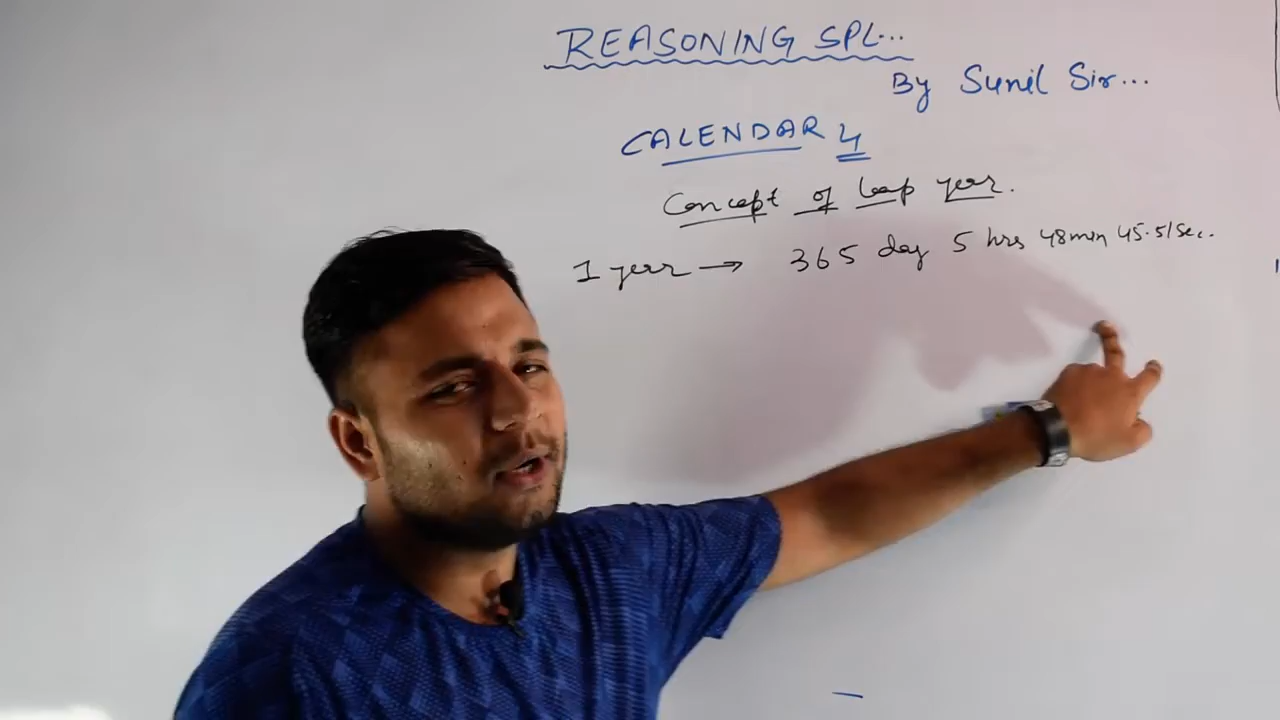 REASONING SPL...
By Sunil Sir...
CALENDAR 4
Concept of leap year.
1 year → 365 day 5 hrs 48 min 45.51 sec.